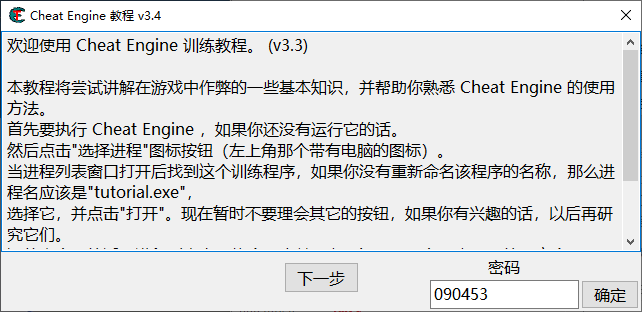 Cheat Engine 教程 v3.4
欢迎使用 Cheat Engine 训练教程。 (v3.3)
本教程将尝试讲解在游戏中作弊的一些基本知识，并帮助你熟悉 Cheat Engine 的使用
方法。
首先要执行 Cheat Engine ，如果你还没有运行它的话。
然后点击"选择进程"图标按钮（左上角那个带有电脑的图标）。
当进程列表窗口打开后找到这个训练程序，如果你没有重新命名该程序的名称，那么进
程名应该是"tutorial.exe"，
选择它，并点击"打开"。现在暂时不要理会其它的按钮，如果你有兴趣的话，以后再研
究它们。
下一步
密码
090453
确定